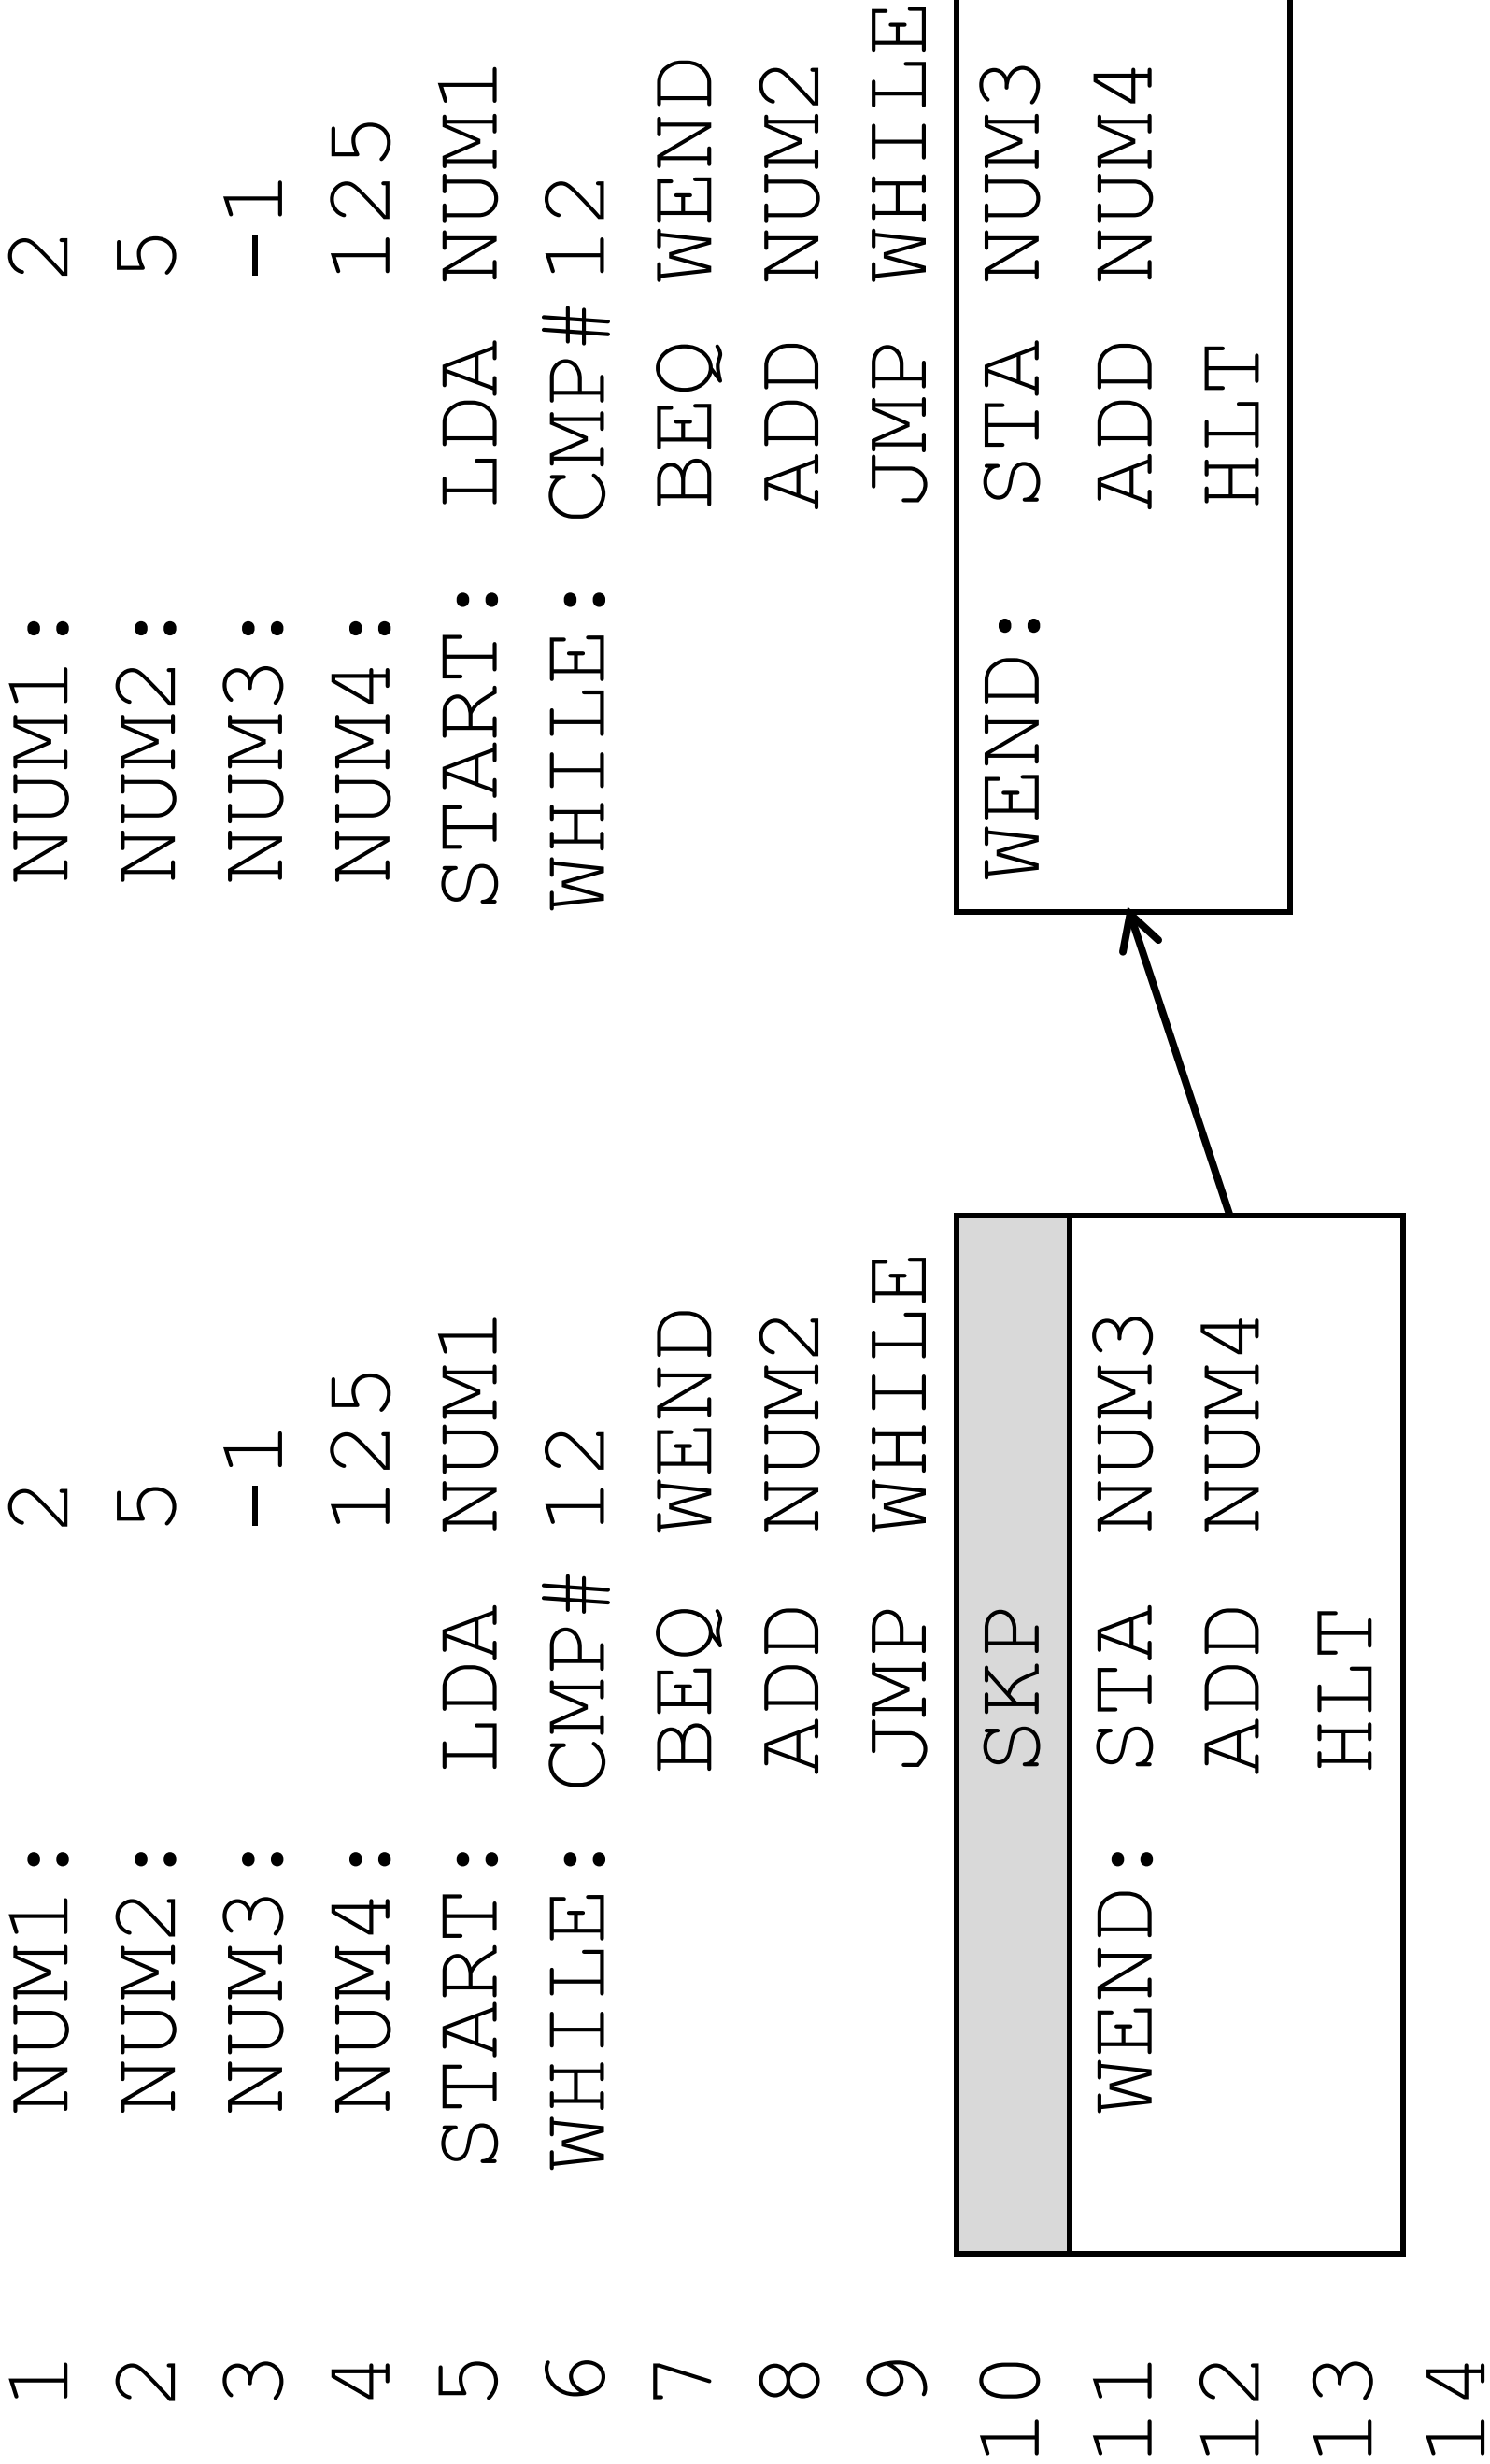 1 NUM1: 2 NUM1: 2
2 NUM2: 5 NUM2: 5
3 NUM3: -1 NUM3: -1
4 NUM4: 125 NUM4: 125
5 START: LDA NUM1 START: LDA NUM1
6 WHILE: CMP# 12 WHILE: CMP# 12
7 BEQ WEND BEQ WEND
8 ADD NUM2 ADD NUM2
9 JMP WHILE JMP WHILE
10 SKP WEND: STA NUM3
11 WEND: STA NUM3 ADD NUM4
12 ADD NUM4 HLT
13 HLT
14